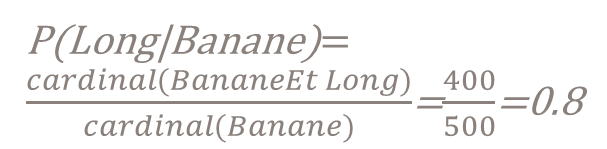 P(Long/Banane)=
cardinal(BananeEt Long)
cardinal(Banane)
=
400
500
=0.8